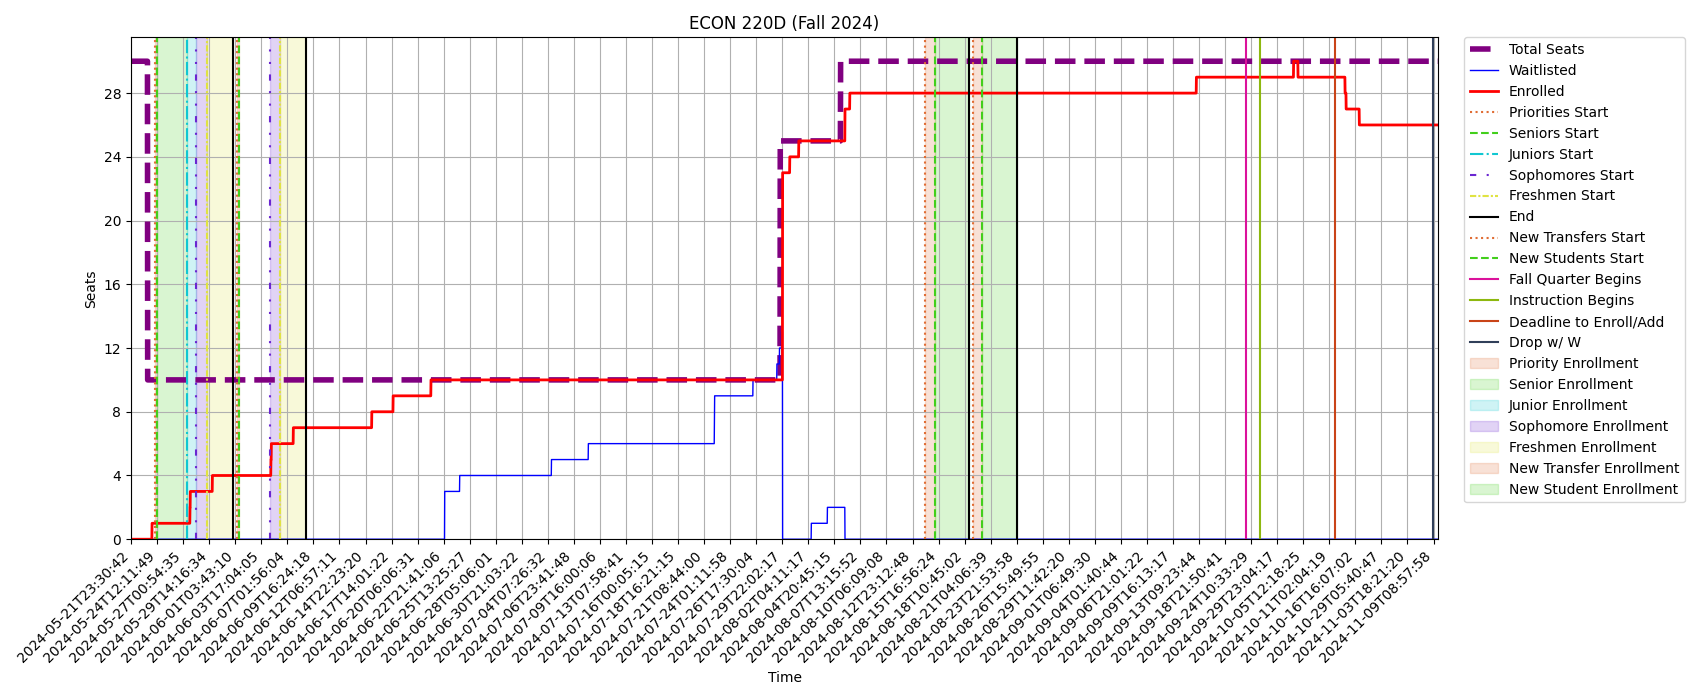 ECON 220D (Fall 2024)
Seats
28
24
20
16
12
8
4
0
2024-05-21T23:30:42
2024-05-24T12:11:49
2024-05-27T00:54:35
2024-05-29T14:16:34
2024-06-01T03:43:10
2024-06-03T17:04:05
2024-06-07T01:56:04
2024-06-09T16:24:18
2024-06-12T06:57:11
2024-06-14T22:23:20
2024-06-17T14:01:22
2024-06-20T06:06:31
2024-06-22T21:41:06
2024-06-25T13:25:27
2024-06-28T05:06:01
2024-06-30T21:03:22
2024-07-04T07:26:32
2024-07-06T23:41:48
2024-07-09T16:00:06
2024-07-13T07:58:41
2024-07-16T00:05:15
2024-07-18T16:21:15
2024-07-21T08:44:00
2024-07-24T01:11:58
2024-07-26T17:30:04
2024-07-29T22:02:17
2024-08-02T04:11:17
2024-08-04T20:45:15
2024-08-07T13:15:52
2024-08-10T06:09:08
2024-08-12T23:12:48
2024-08-15T16:56:24
2024-08-18T10:45:02
2024-08-21T04:06:39
2024-08-23T21:53:58
2024-08-26T15:49:55
2024-08-29T11:42:20
2024-09-01T06:49:30
2024-09-04T01:40:44
2024-09-06T21:01:22
2024-09-09T16:13:17
2024-09-13T09:23:44
2024-09-18T21:50:41
2024-09-24T10:33:29
2024-09-29T23:04:17
2024-10-05T12:18:25
2024-10-11T02:04:19
2024-10-16T16:07:02
2024-10-29T05:40:47
2024-11-03T18:21:20
2024-11-09T08:57:58
Time
Total Seats
Waitlisted
Enrolled
Priorities Start
Seniors Start
Juniors Start
Sophomores Start
Freshmen Start
End
New Transfers Start
New Students Start
Fall Quarter Begins
Instruction Begins
Deadline to Enroll/Add
Drop w/ W
Priority Enrollment
Senior Enrollment
Junior Enrollment
Sophomore Enrollment
Freshmen Enrollment
New Transfer Enrollment
New Student Enrollment